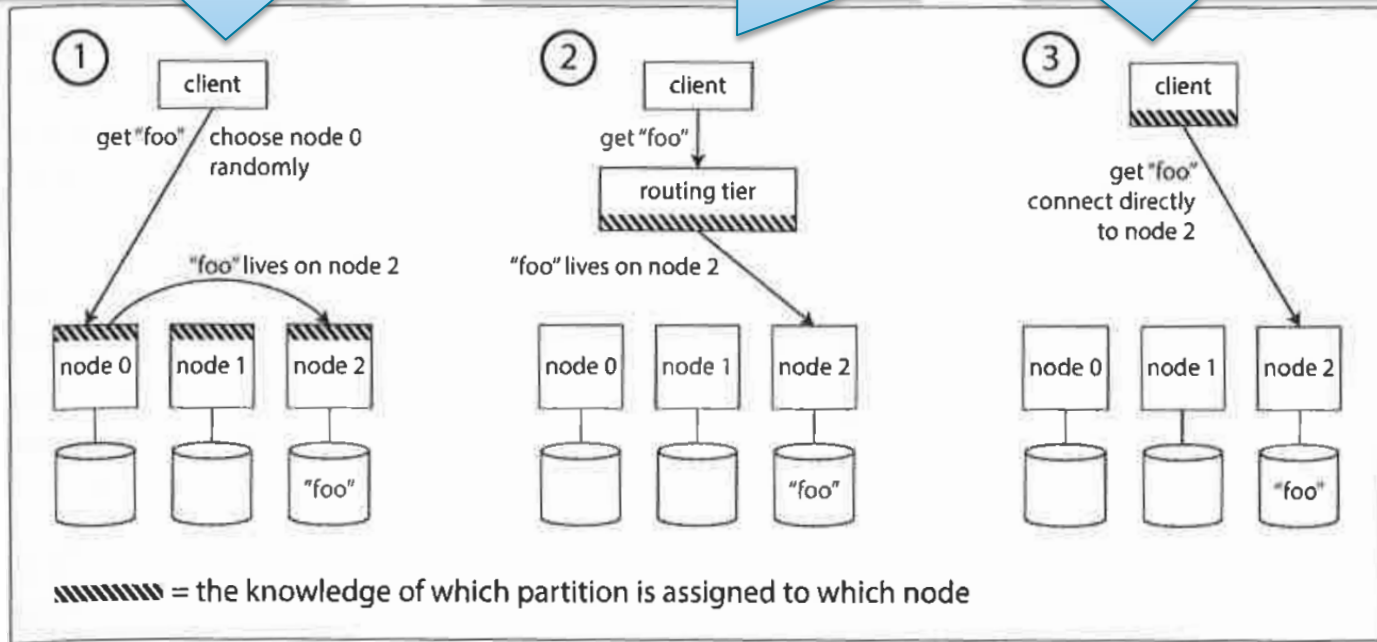 1
client
get "foo"
choose node 0
randomly
"foo" lives on node 2
node 0
node 1
node 2
"foo"
2
client
get "foo"
routing tier
"foo" lives on node 2
node 0
node 1
node 2
"foo"
3
client
get "foo"
connect directly
to node 2
node 0
node 1
node 2
"foo"
= the knowledge of which partition is assigned to which node